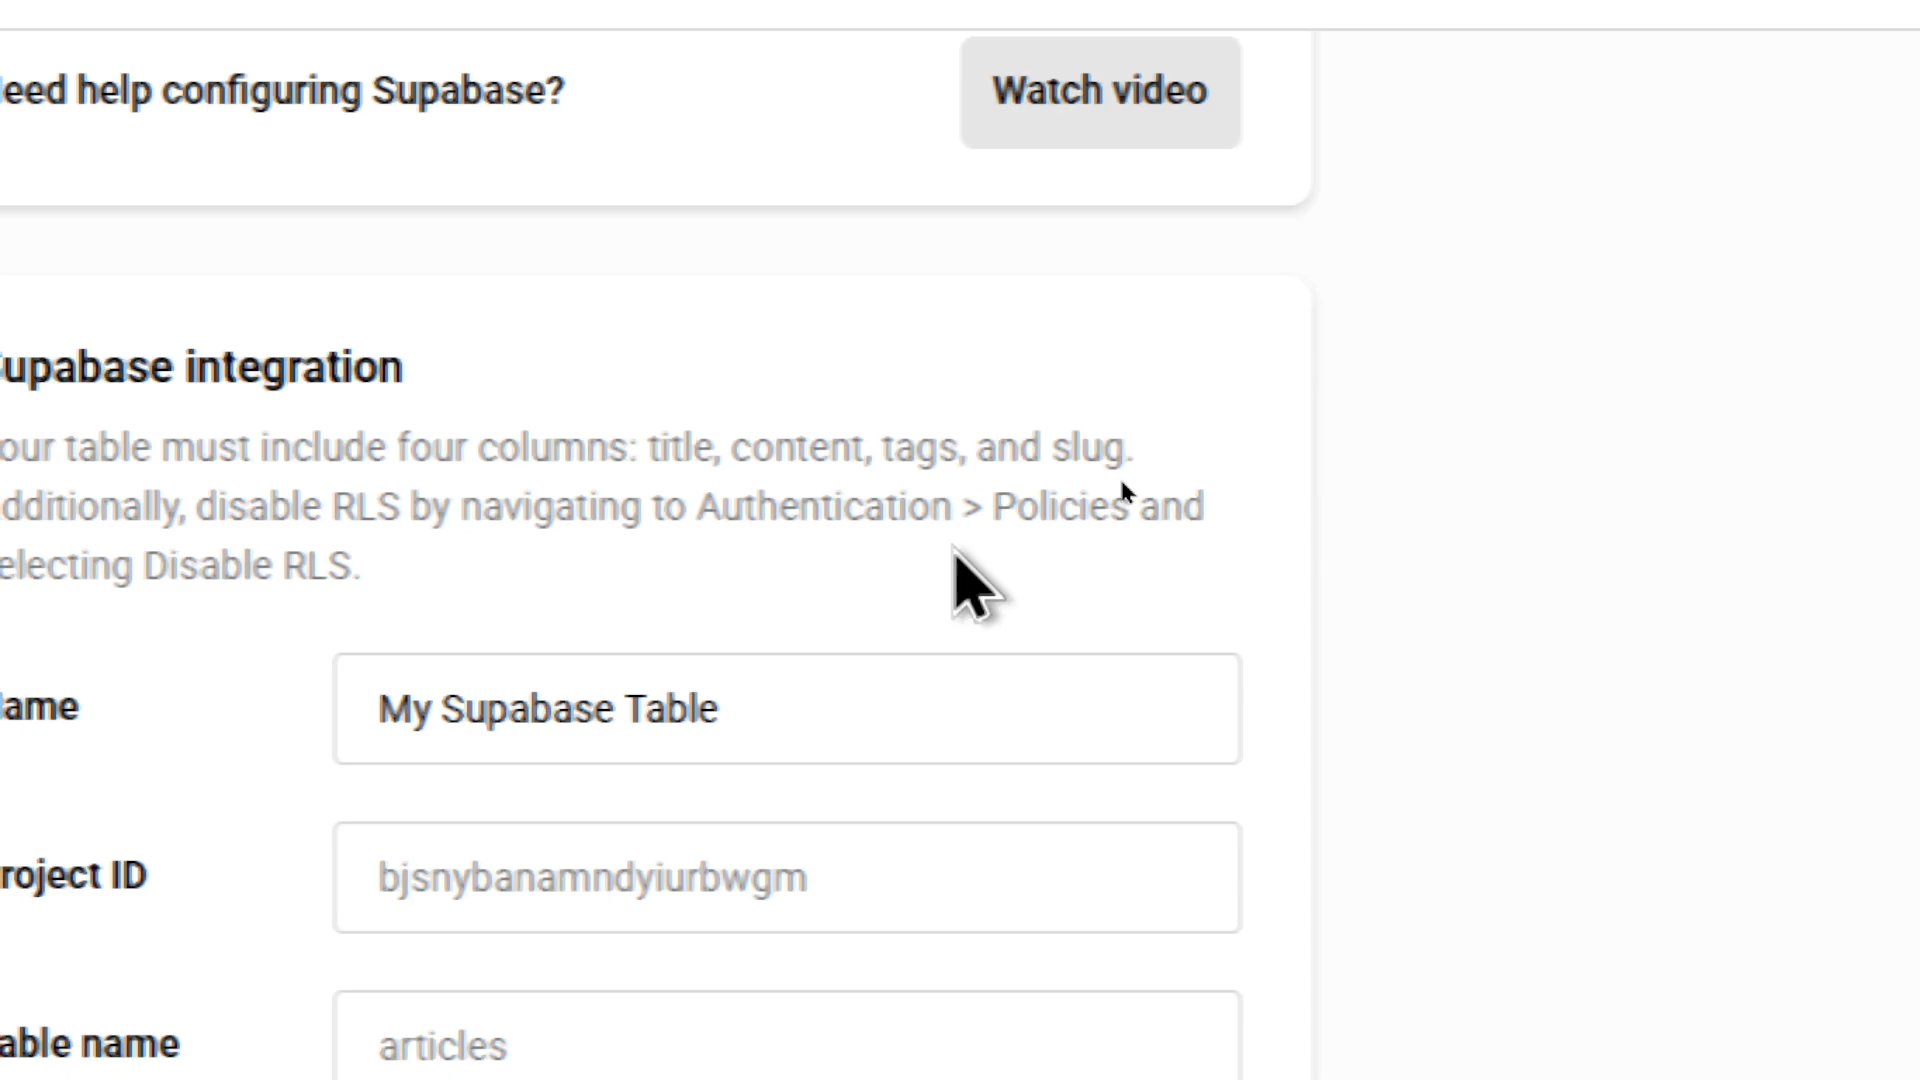 eed help configuring Supabase?
Watch video
upabase integration
our table must include four columns: title, content, tags, and slug.
dditionally, disable RLS by navigating to Authentication > Policies and
electing Disable RLS.
ame
My Supabase Table
roject ID
bjsnybanamndyiurbwgm
able name
articles